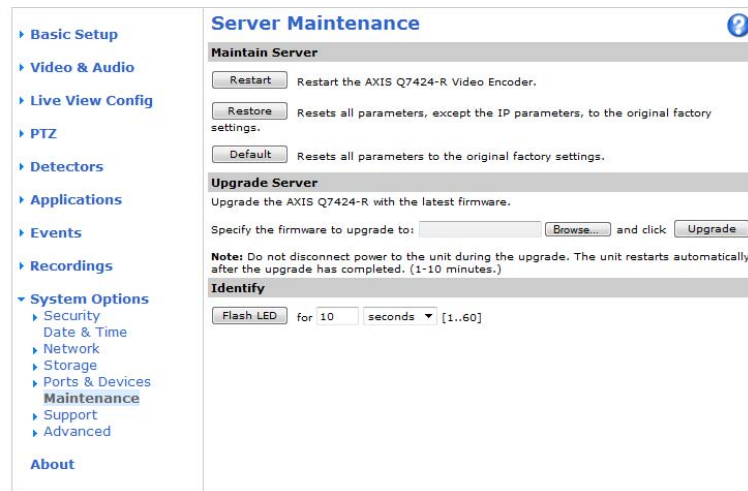 Basic Setup
Video & Audio
Live View Config
PTZ
Detectors
Applications
Events
Recordings
System Options
Security
Date & Time
Network
Storage
Ports & Devices
Maintenance
Support
Advanced
About
Server Maintenance
?
Maintain Server
Restart Restart the AXIS Q7424-R Video Encoder.
Restore Resets all parameters, except the IP parameters, to the original factory
settings.
Default Resets all parameters to the original factory settings.
Upgrade Server
Upgrade the AXIS Q7424-R with the latest firmware.
Specify the firmware to upgrade to: Browse... and click Upgrade
Note: Do not disconnect power to the unit during the upgrade. The unit restarts automatically
after the upgrade has completed. (1-10 minutes.)
Identify
Flash LED for 10 seconds [1..60]